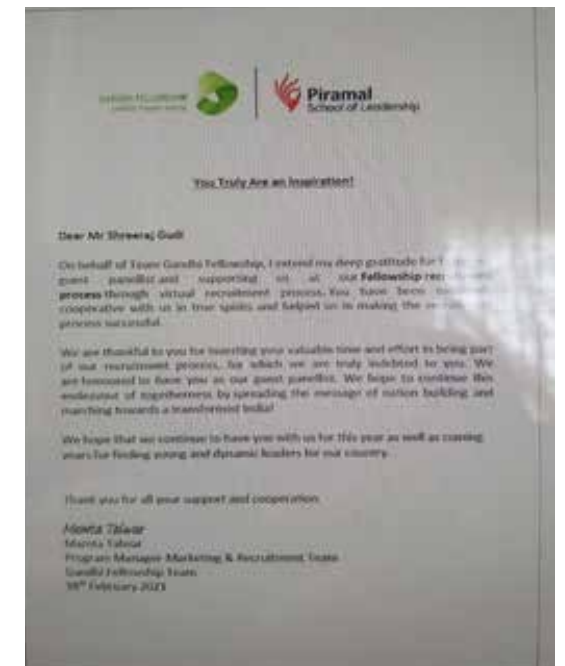 GANDHI FELLOWSHIP
Piramal
School of Leadership
You Truly Are an Inspiration!
Dear Mr Shreeraj Gudi
On behalf of Team Gandhi Fellowship, I extend my deep gratitude for
guest panellist and supporting us at our Fellowship
process through virtual recruitment process. You have been
cooperative with us in true spirits and helped us in making the
process successful.
We are thankful to you for investing your valuable time and effort in being part
of our recruitment process, for which we are truly indebted to you. We
are honoured to have you as our guest panellist. We hope to continue this
endeavour of togetherness by spreading the message of nation building and
marching towards a transformed India!
We hope that we continue to have you with us for this year as well as coming
years for finding young and dynamic leaders for our country.
Thank you for all your support and cooperation.
Mamta Talwar
Mamta Talwar
Program Manager-Marketing & Recruitment Team
Gandhi Fellowship Team
February 2021